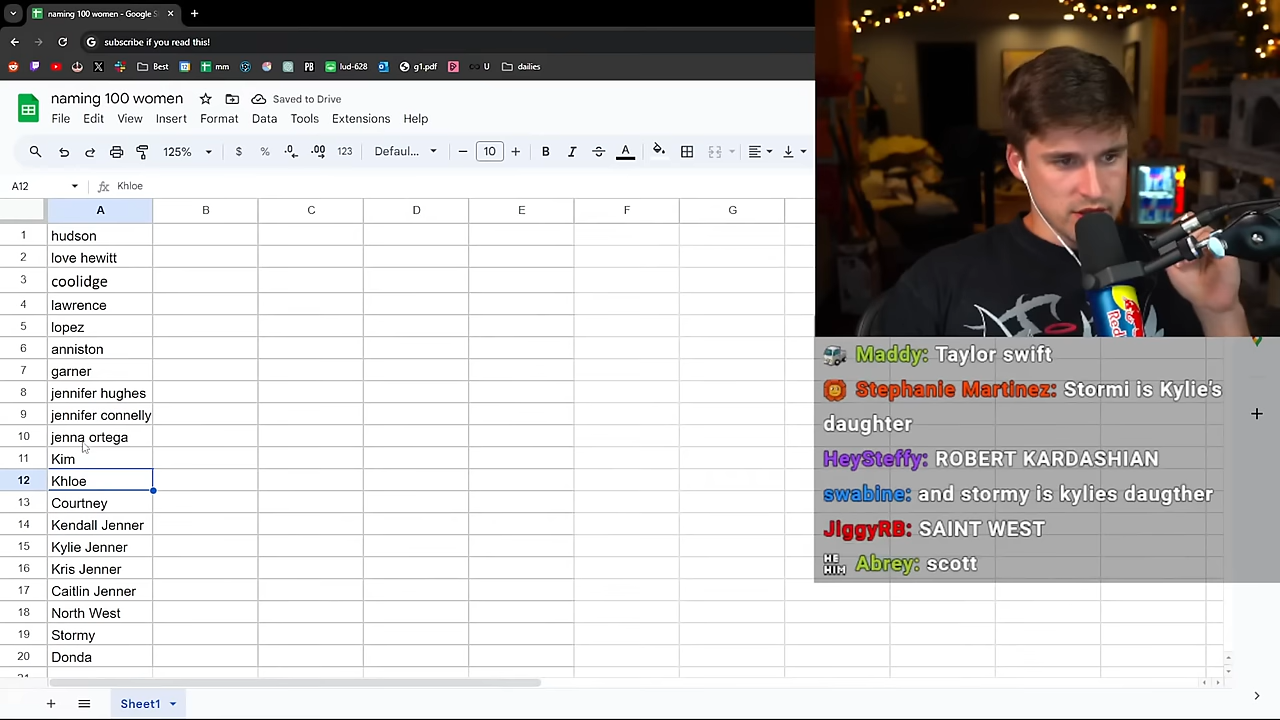 naming 100 women - Google S
subscribe if you read this!
Best
mm
PB
lud-628
g1.pdf
U
dailies
naming 100 women
Saved to Drive
File Edit View Insert Format Data Tools Extensions Help
125% $ % .0 .00 123 Defaul... 10 B I S A
A12 fx Khloe
A B C D E F G
1 hudson
2 love hewitt
3 coolidge
4 lawrence
5 lopez
6 anniston
7 garner
8 jennifer hughes
9 jennifer connelly
10 jenna ortega
11 Kim
12 Khloe
13 Courtney
14 Kendall Jenner
15 Kylie Jenner
16 Kris Jenner
17 Caitlin Jenner
18 North West
19 Stormy
20 Donda
Sheet1
Maddy: Taylor swift
Stephanie Martinez: Stormi is Kylie's
daughter
HeySteffy: ROBERT KARDASHIAN
swabine: and stormy is kylies daugther
JiggyRB: SAINT WEST
HE HIM Abrey: scott
Red